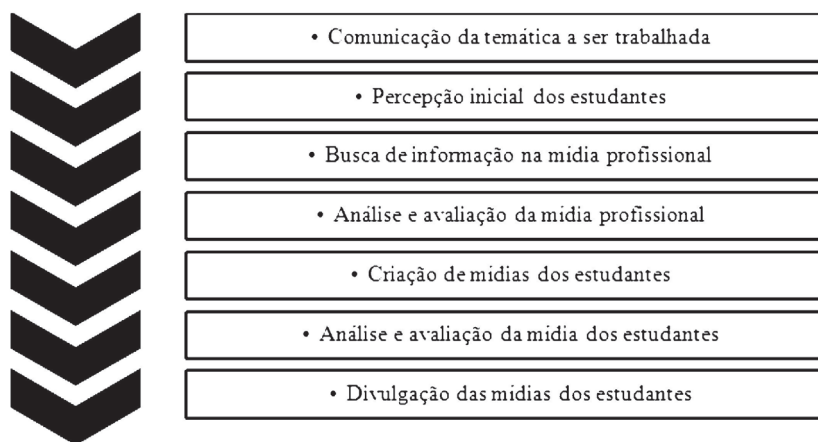 • Comunicação da temática a ser trabalhada
• Percepção inicial dos estudantes
• Busca de informação na mídia profissional
• Análise e avaliação da mídia profissional
• Criação de mídias dos estudantes
• Análise e avaliação da mídia dos estudantes
• Divulgação das mídias dos estudantes